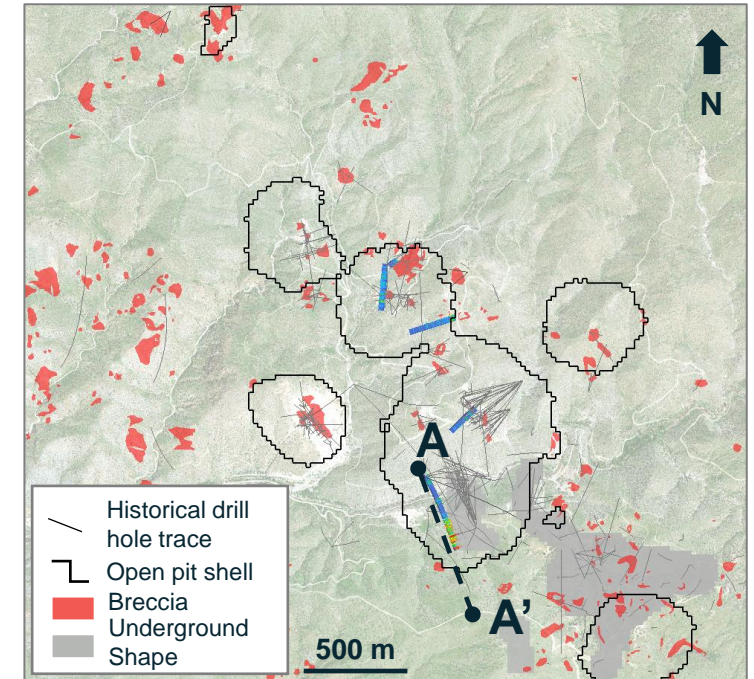 N
A
A’
Historical drill
hole trace
Open pit shell
Breccia
Underground
Shape
500 m